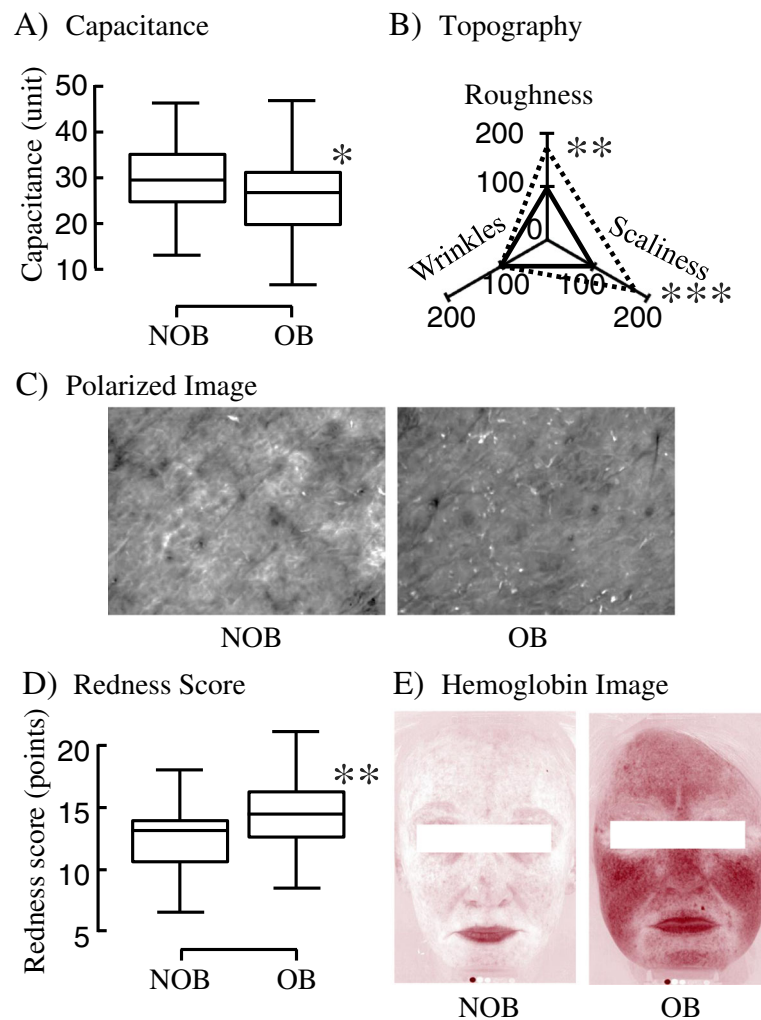 A) Capacitance
Capacitance (unit)
50
40
30
20
10
*
NOB
OB
B) Topography
Roughness
200
100
0
**
Wrinkles
Scaliness
100
100
200
200
***
C) Polarized Image
NOB
OB
D) Redness Score
Redness score (points)
20
15
10
5
**
NOB
OB
E) Hemoglobin Image
NOB
OB